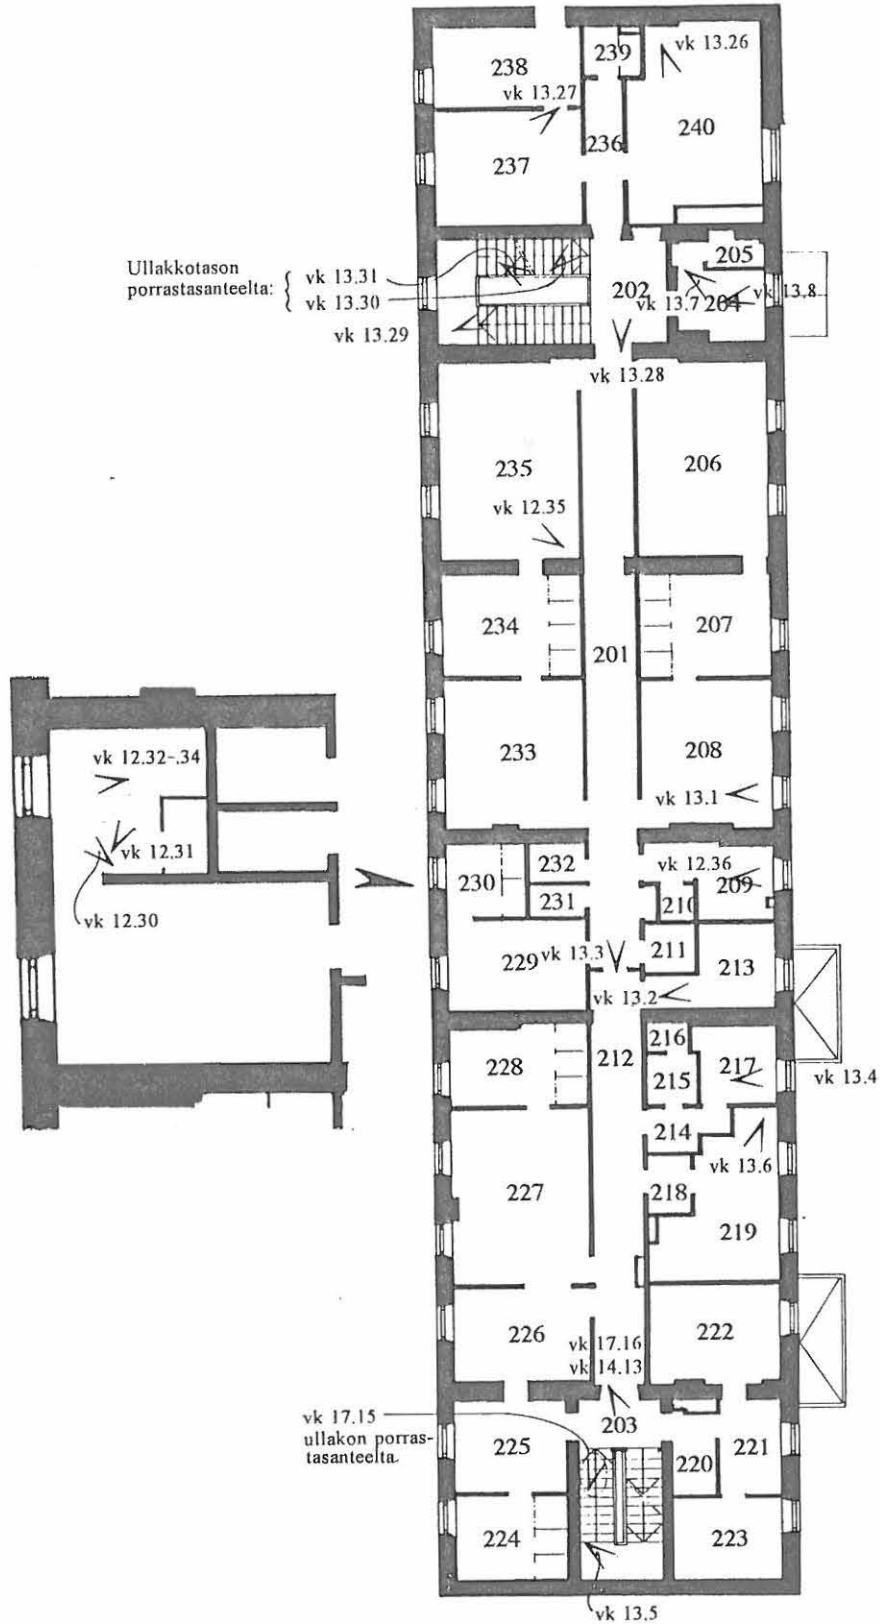 vk 13.26
239
238
vk 13.27
240
236
237
205
Ullakkotason
porrastasanteelta:
vk 13.31
vk 13.30
202
vk 13.7
204
vk 13.8
vk 13.29
vk 13.28
235
206
vk 12.35
234
207
201
233
208
vk 12.32-.34
vk 13.1
vk 12.31
232
vk 12.36
230
209
231
210
vk 12.30
211
229
vk 13.3
213
vk 13.2
216
212
217
228
215
vk 13.4
214
vk 13.6
227
218
219
226
222
vk 17.16
vk 14.13
vk 17.15
ullakon porras-
tasanteelta.
203
225
221
220
224
223
vk 13.5